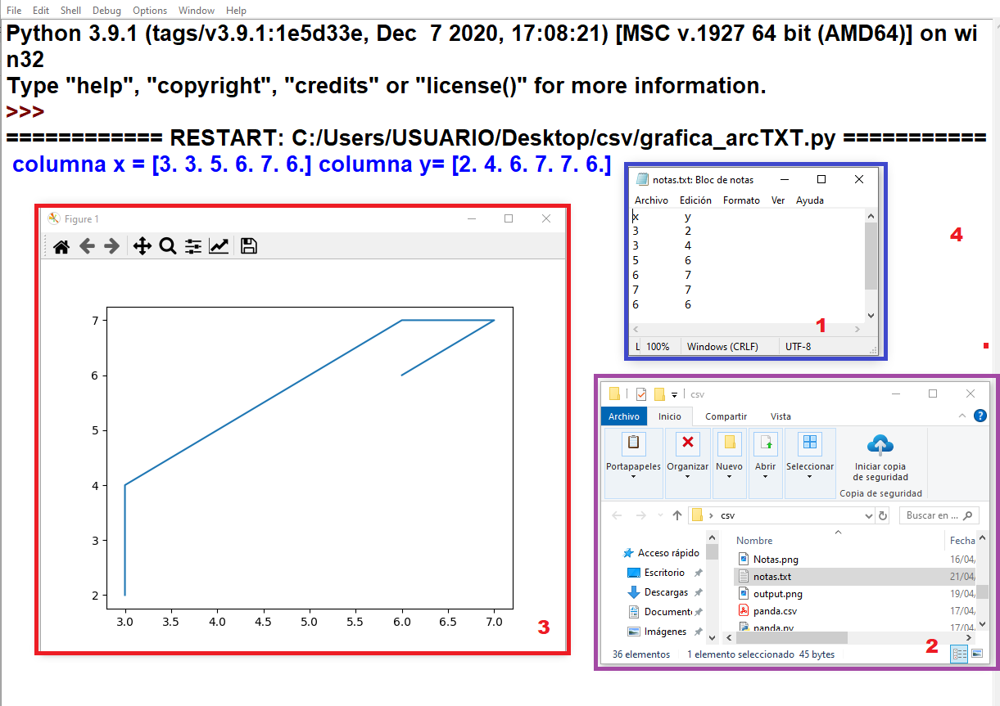 File Edit Shell Debug Options Window Help
Python 3.9.1 (tags/v3.9.1:1e5d33e, Dec  7 2020, 17:08:21) [MSC v.1927 64 bit (AMD64)] on wi
n32
Type "help", "copyright", "credits" or "license()" for more information.
>>>
============ RESTART: C:/Users/USUARIO/Desktop/csv/grafica_arcTXT.py ===========
columna x = [3. 3. 5. 6. 7. 6.] columna y= [2. 4. 6. 7. 7. 6.]
notas.txt: Bloc de notas
Archivo Edición Formato Ver Ayuda
x y
3 2
3 4
5 6
6 7
7 7
6 6
1
L 100% Windows (CRLF) UTF-8
4
Figure 1
7
6
5
4
3
2
3.0 3.5 4.0 4.5 5.0 5.5 6.0 6.5 7.0
3
csv
Archivo Inicio Compartir Vista
Portapapeles Organizar Nuevo Abrir Seleccionar Iniciar copia
de seguridad
Copia de seguridad
csv Buscar en ...
Nombre Fecha
Acceso rápido
Escritorio
Descargas
Document
Imágenes
Notas.png 16/04/
notas.txt 21/04/
output.png 19/04/
panda.csv 17/04/
panda.py 17/04/
36 elementos 1 elemento seleccionado 45 bytes
2